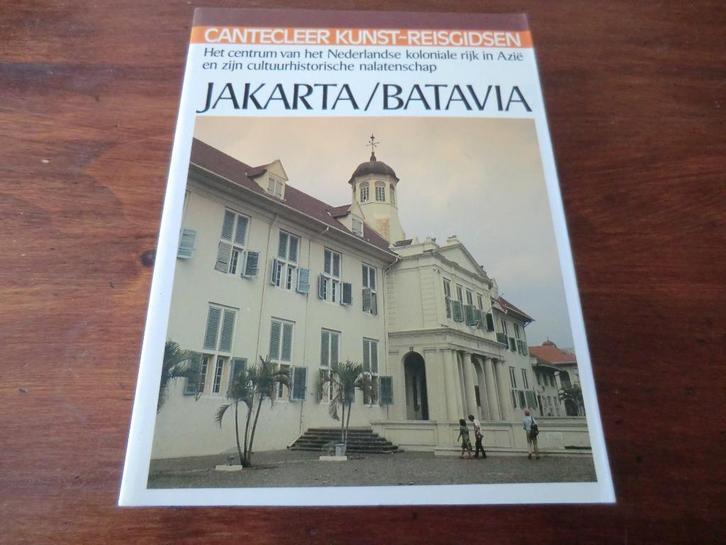 CANTECLEER KUNST-REISGIDSEN
Het centrum van het Nederlandse koloniale rijk in Azië
en zijn cultuurhistorische nalatenschap
JAKARTA/BATAVIA